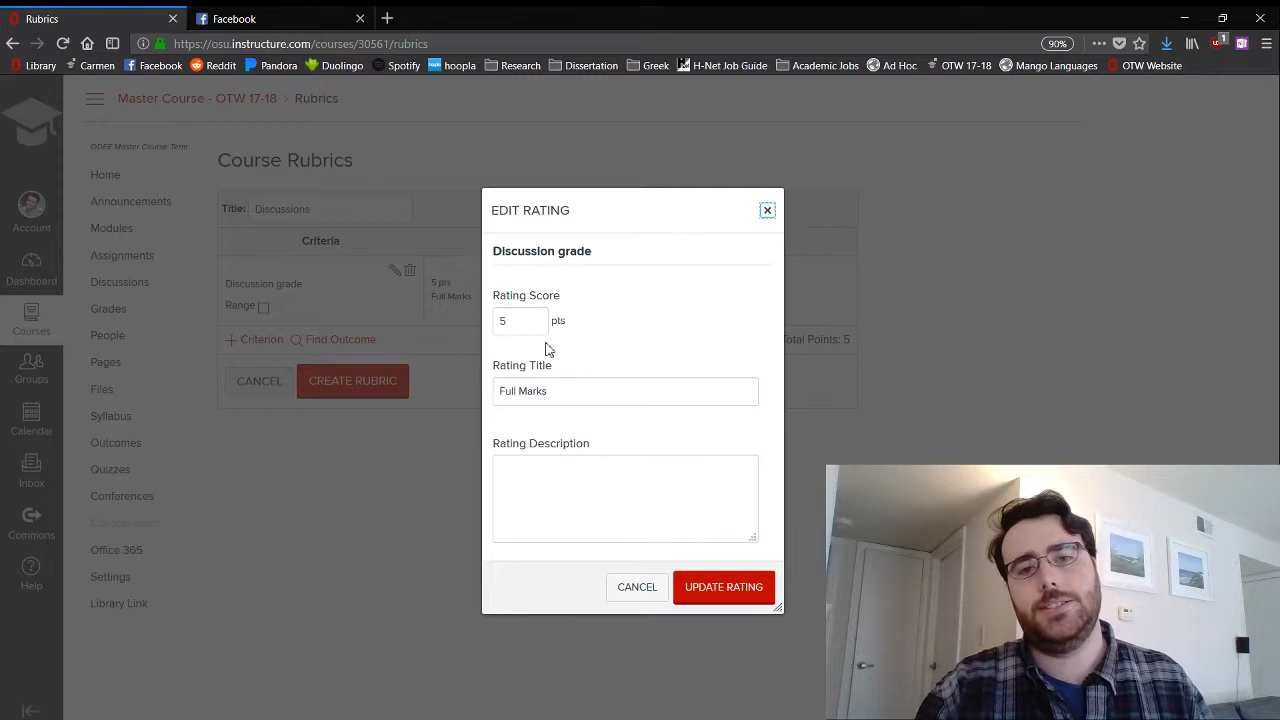 Rubrics
Facebook
https://osu.instructure.com/courses/30561/rubrics
90%
1
Library
Carmen
Facebook
Reddit
Pandora
Duolingo
Spotify
hoopla
Research
Dissertation
Greek
H-Net Job Guide
Academic Jobs
Ad Hoc
OTW 17-18
Mango Languages
OTW Website
Master Course - OTW 17-18 > Rubrics
ODEE Master Course Term
Account
Dashboard
Courses
Groups
Calendar
Inbox
Commons
Help
Home
Announcements
Modules
Assignments
Discussions
Grades
People
Pages
Files
Syllabus
Outcomes
Quizzes
Conferences
Office 365
Settings
Library Link
Course Rubrics
Title: Discussions
Criteria
Discussion grade
Range
5 pts
Full Marks
+ Criterion Find Outcome
Total Points: 5
CANCEL CREATE RUBRIC
EDIT RATING
Discussion grade
Rating Score
5 pts
Rating Title
Full Marks
Rating Description
CANCEL UPDATE RATING